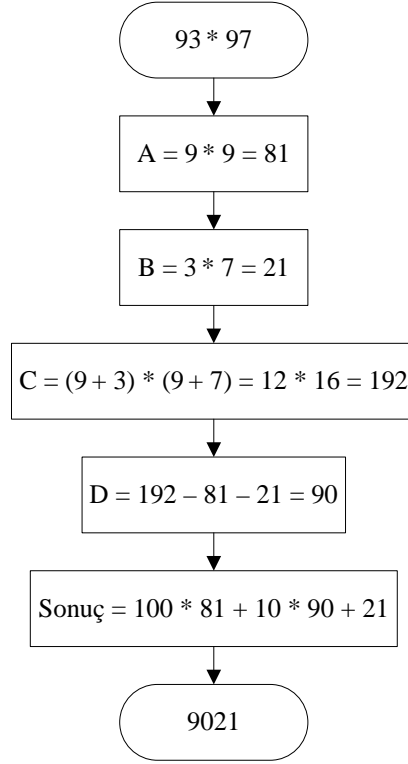 93 * 97
A = 9 * 9 = 81
B = 3 * 7 = 21
C = (9 + 3) * (9 + 7) = 12 * 16 = 192
D = 192 – 81 – 21 = 90
Sonuç = 100 * 81 + 10 * 90 + 21
9021